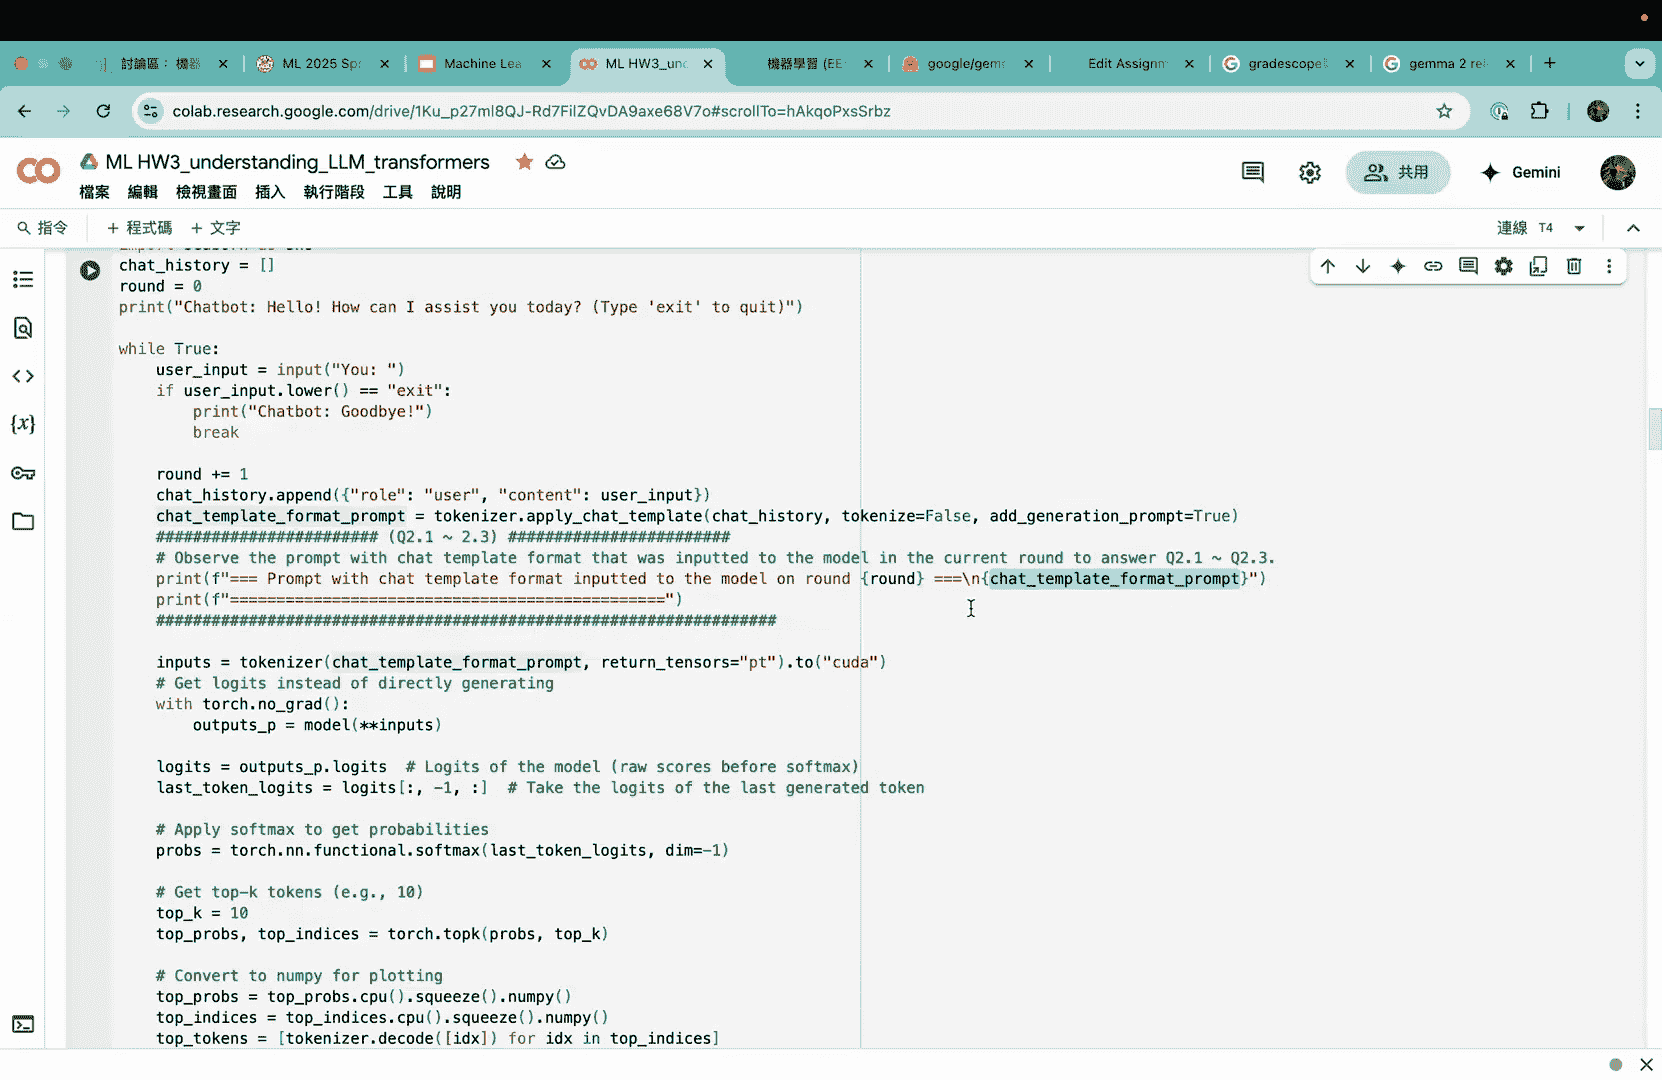 討論區：機器
ML 2025 Sp
Machine Lea
ML HW3_unc
機器學習 (EE
google/gem
Edit Assignm
gradescope
gemma 2 rel
colab.research.google.com/drive/1Ku_p27ml8QJ-Rd7FilZQvDA9axe68V7o#scrollTo=hAkqoPxsSrbz
ML HW3_understanding_LLM_transformers
檔案 編輯 檢視畫面 插入 執行階段 工具 說明
共用
Gemini
指令 + 程式碼 + 文字
連線 T4
chat_history = []
round = 0
print("Chatbot: Hello! How can I assist you today? (Type 'exit' to quit)")
while True:
user_input = input("You: ")
if user_input.lower() == "exit":
print("Chatbot: Goodbye!")
break
round += 1
chat_history.append({"role": "user", "content": user_input})
chat_template_format_prompt = tokenizer.apply_chat_template(chat_history, tokenize=False, add_generation_prompt=True)
######################## (Q2.1 ~ 2.3) ########################
# Observe the prompt with chat template format that was inputted to the model in the current round to answer Q2.1 ~ Q2.3.
print(f"=== Prompt with chat template format inputted to the model on round {round} ===\n{chat_template_format_prompt}")
print(f"===============================================")
###################################################################
inputs = tokenizer(chat_template_format_prompt, return_tensors="pt").to("cuda")
# Get logits instead of directly generating
with torch.no_grad():
outputs_p = model(**inputs)
logits = outputs_p.logits  # Logits of the model (raw scores before softmax)
last_token_logits = logits[:, -1, :]  # Take the logits of the last generated token
# Apply softmax to get probabilities
probs = torch.nn.functional.softmax(last_token_logits, dim=-1)
# Get top-k tokens (e.g., 10)
top_k = 10
top_probs, top_indices = torch.topk(probs, top_k)
# Convert to numpy for plotting
top_probs = top_probs.cpu().squeeze().numpy()
top_indices = top_indices.cpu().squeeze().numpy()
top_tokens = [tokenizer.decode([idx]) for idx in top_indices]